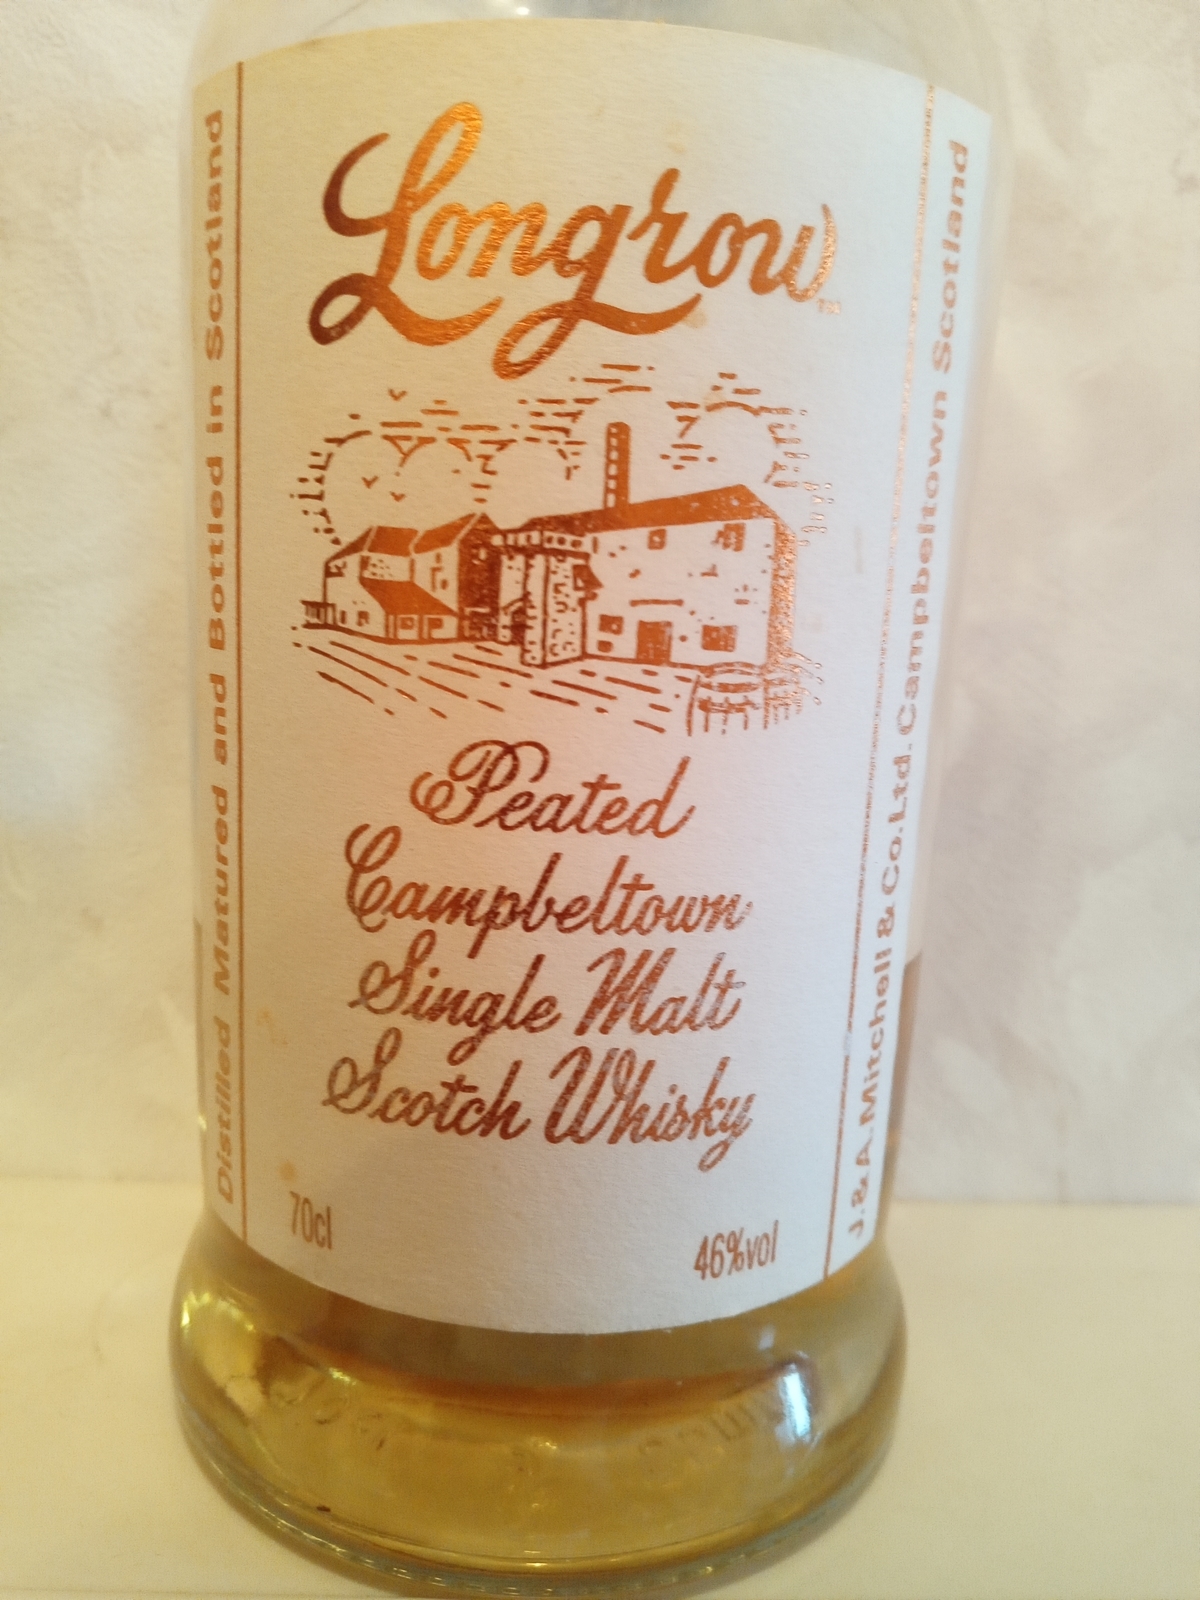 Longrow
Peated
Campbeltown
Single Malt
Scotch Whisky
70cl
46%vol
Distilled Matured and Bottled in Scotland
J.& A.Mitchell & Co.Ltd.Campbeltown Scotland